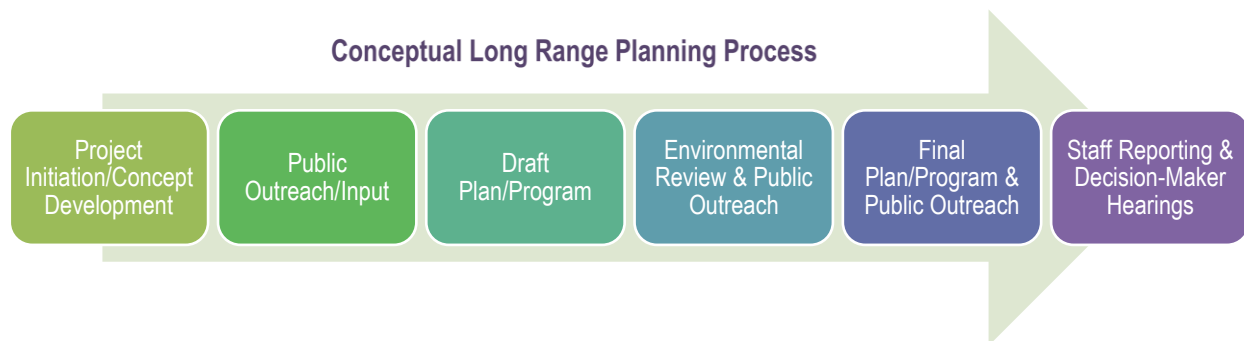 Conceptual Long Range Planning Process
Project
Initiation/Concept
Development
Public
Outreach/Input
Draft
Plan/Program
Environmental
Review & Public
Outreach
Final
Plan/Program &
Public Outreach
Staff Reporting &
Decision-Maker
Hearings